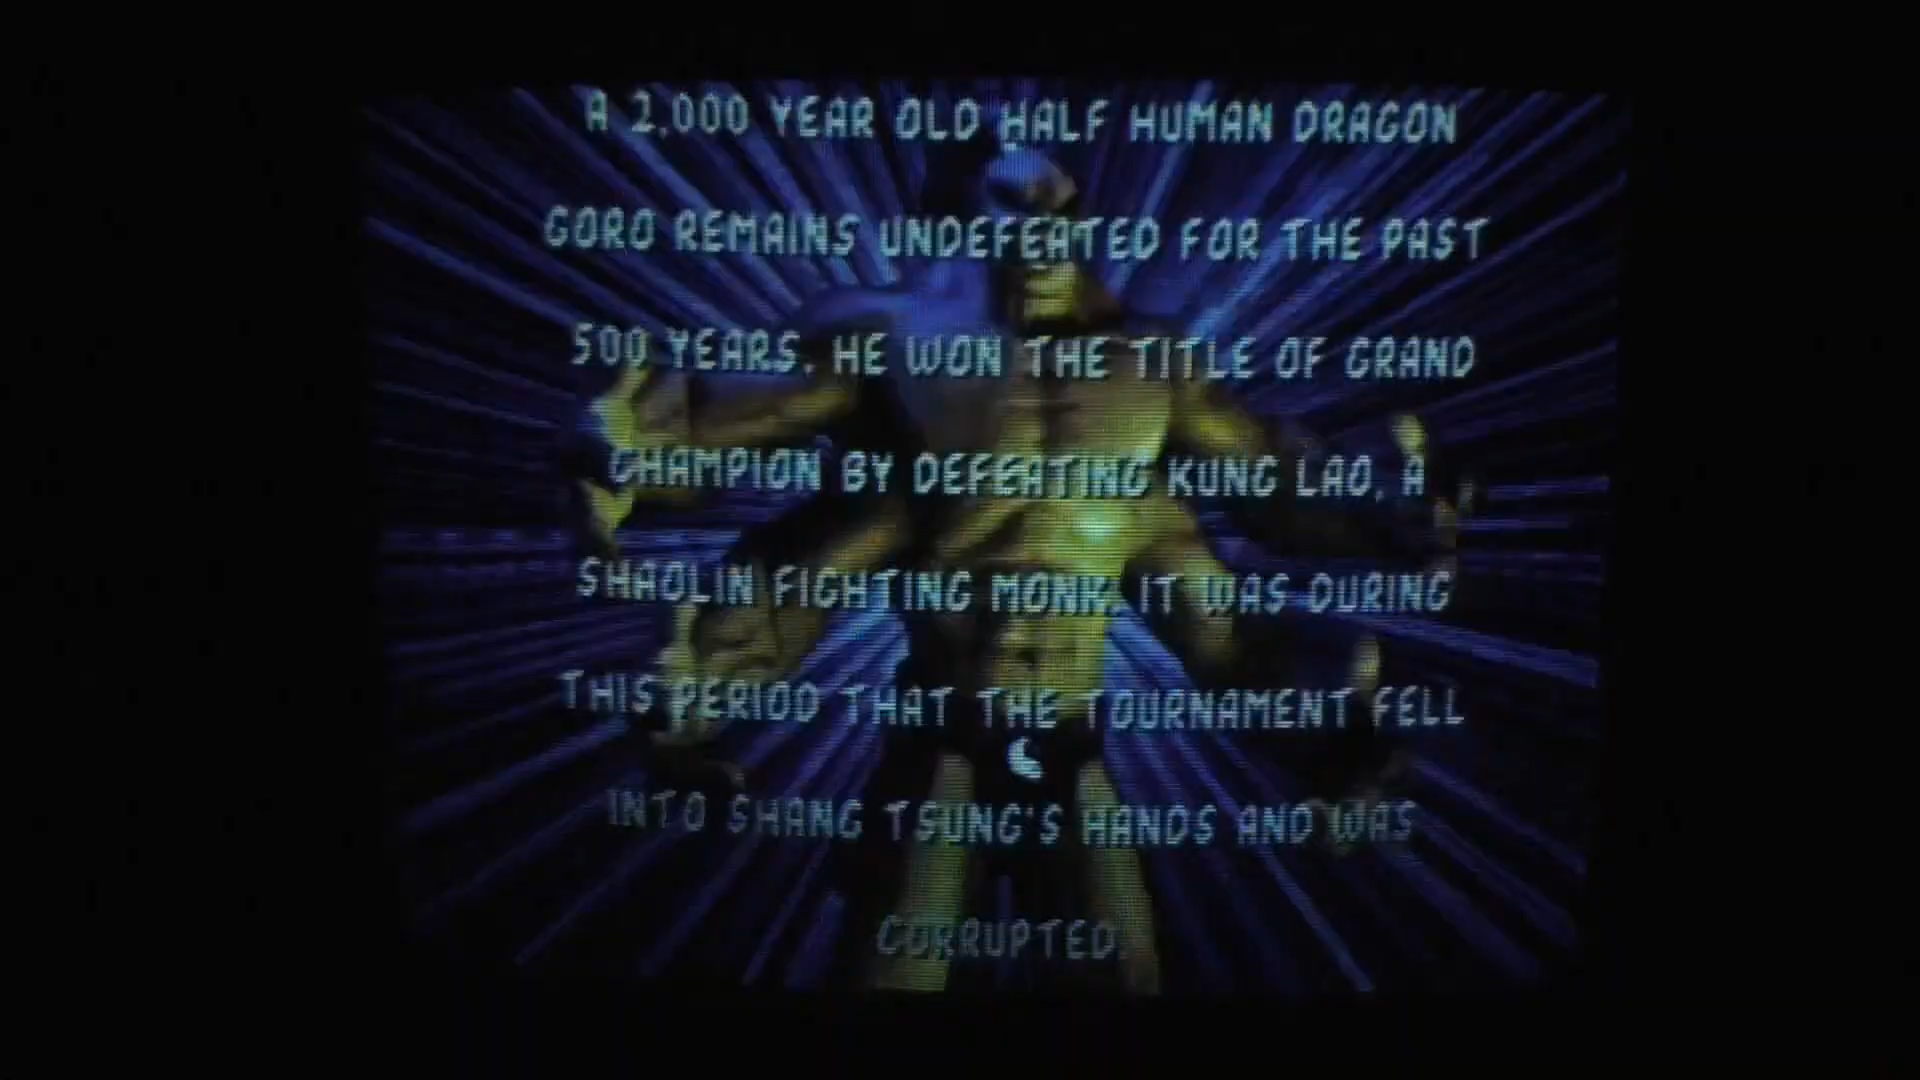 A 2,000 YEAR OLD HALF HUMAN DRAGON
GORO REMAINS UNDEFEATED FOR THE PAST
500 YEARS. HE WON THE TITLE OF GRAND
CHAMPION BY DEFEATING KUNG LAO, A
SHAOLIN FIGHTING MONK. IT WAS DURING
THIS PERIOD THAT THE TOURNAMENT FELL
INTO SHANG TSUNG'S HANDS AND WAS
CORRUPTED.